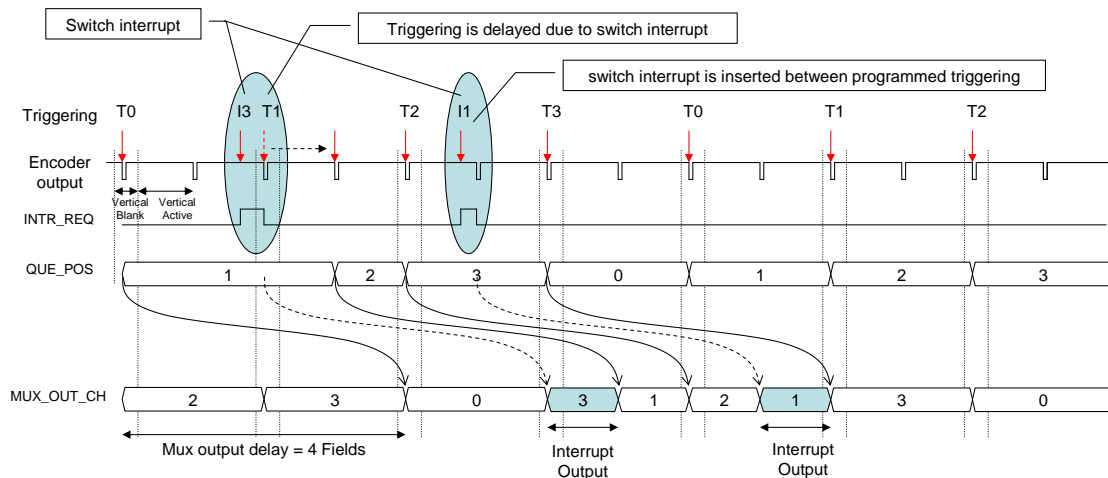 Switch interrupt
Triggering is delayed due to switch interrupt
switch interrupt is inserted between programmed triggering
Triggering
T0 I3 T1 T2 I1 T3 T0 T1 T2
Encoder
output
Vertical
Blank
Vertical
Active
INTR_REQ
QUE_POS
1 2 3 0 1 2 3
MUX_OUT_CH
2 3 0 3 1 2 1 3 0
Mux output delay = 4 Fields
Interrupt
Output
Interrupt
Output